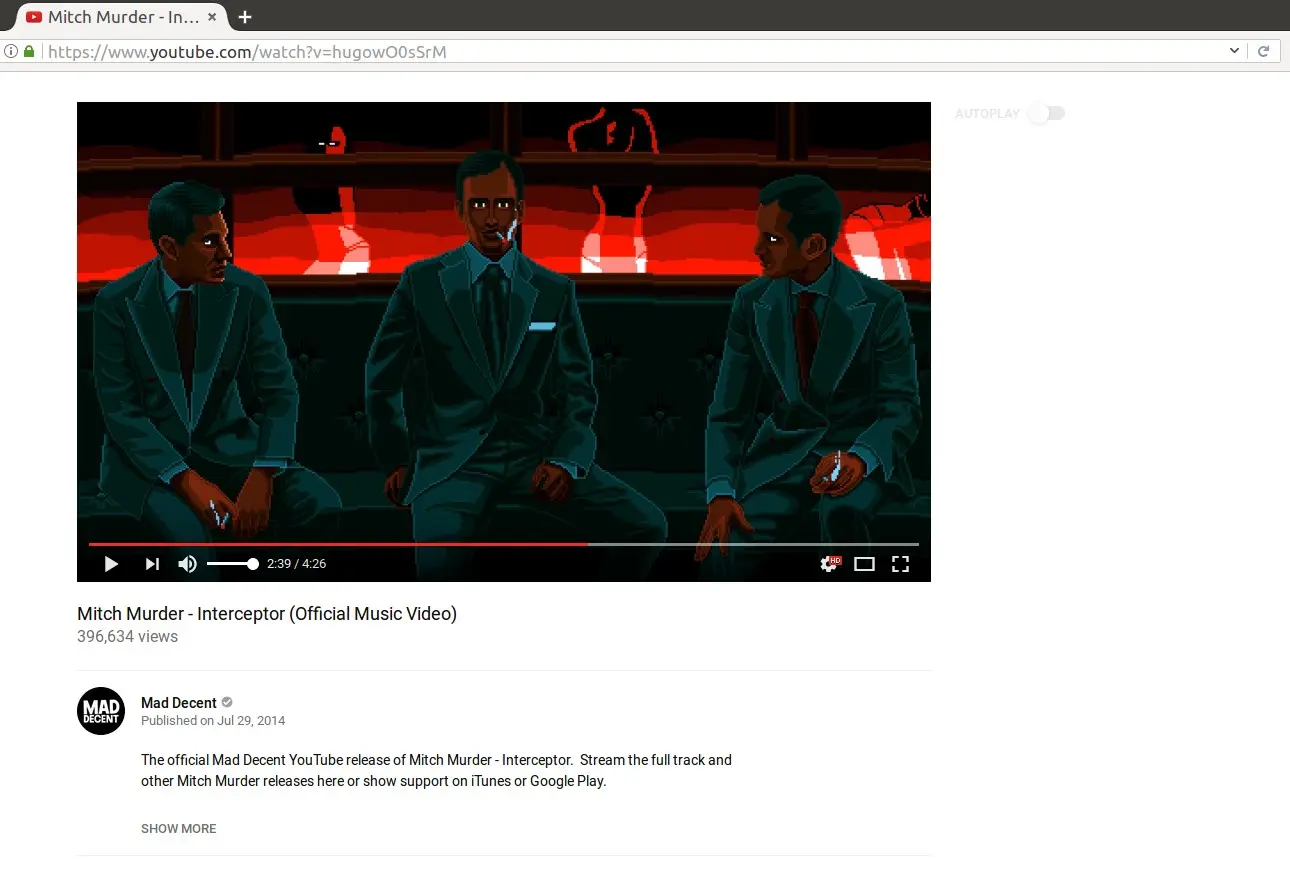 Mitch Murder - In...
https://www.youtube.com/watch?v=hugowO0sSrM
AUTOPLAY
2:39 / 4:26
HD
Mitch Murder - Interceptor (Official Music Video)
396,634 views
MAD
DECENT
Mad Decent
Published on Jul 29, 2014
The official Mad Decent YouTube release of Mitch Murder - Interceptor.  Stream the full track and
other Mitch Murder releases here or show support on iTunes or Google Play.
SHOW MORE